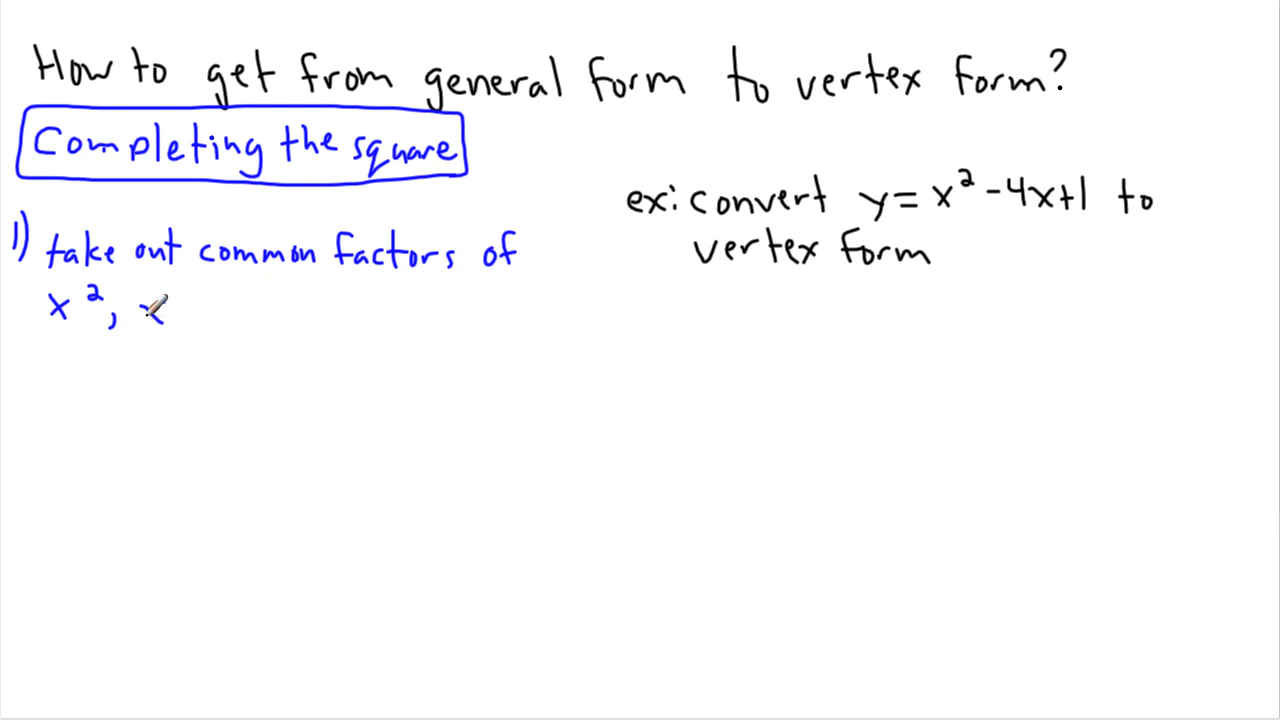 How to get from general form to vertex form?
Completing the square
ex: convert y = x² - 4x + 1 to
vertex form
1) take out common factors of
x², x